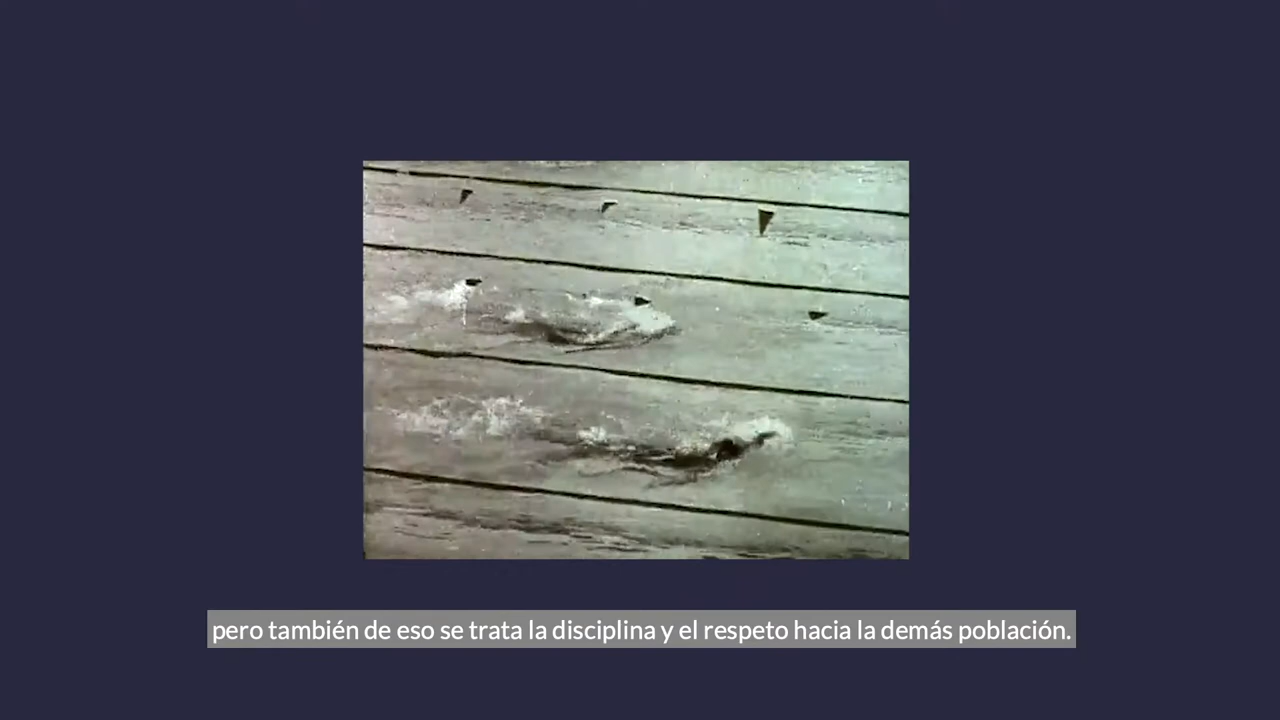 pero también de eso se trata la disciplina y el respeto hacia la demás población.